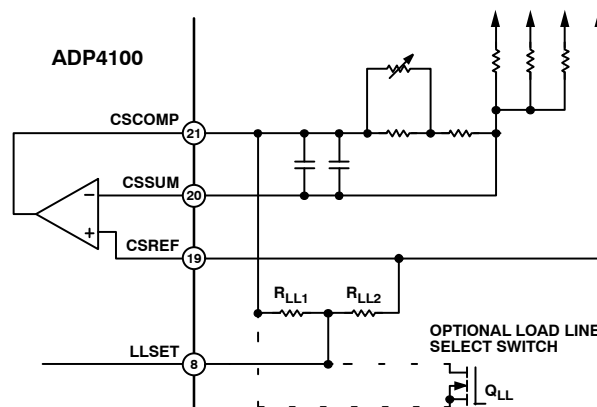 ADP4100
CSCOMP
21
CSSUM
20
−
+
CSREF
19
RLL1
RLL2
OPTIONAL LOAD LINE
SELECT SWITCH
LLSET
8
QLL